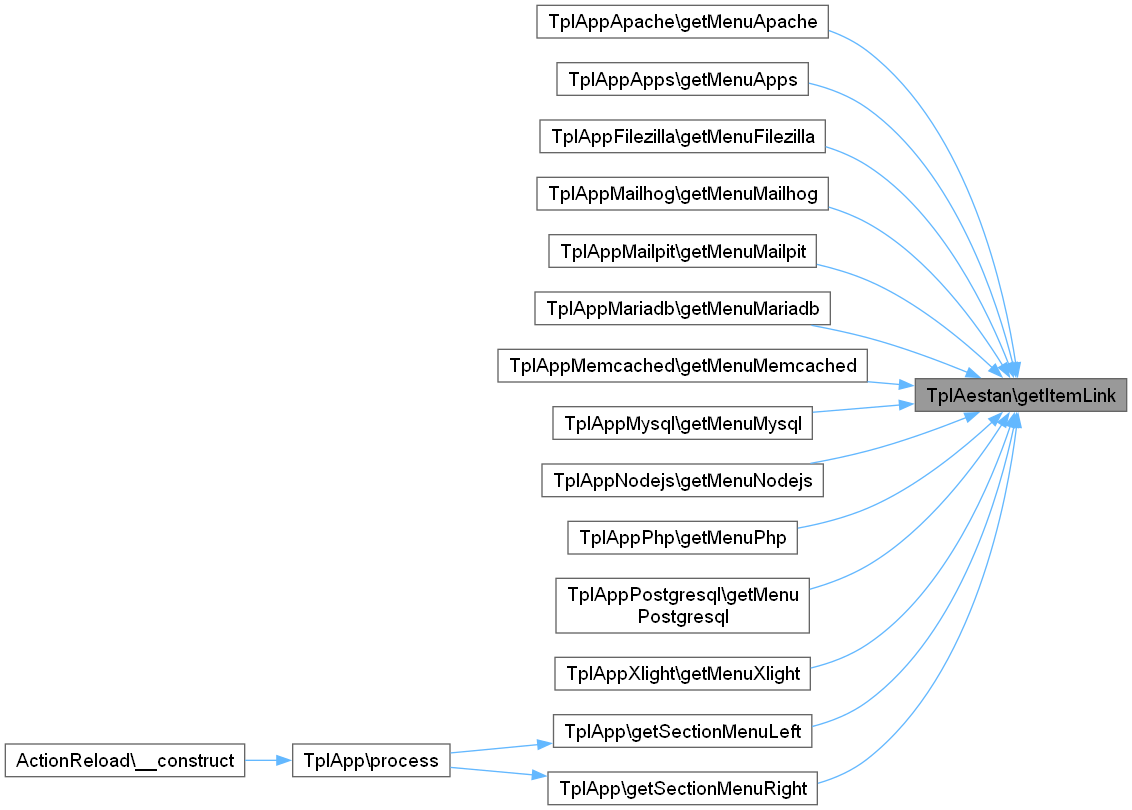 TplAppApache\getMenuApache
TplAppApps\getMenuApps
TplAppFilezilla\getMenuFilezilla
TplAppMailhog\getMenuMailhog
TplAppMailpit\getMenuMailpit
TplAppMariadb\getMenuMariadb
TplAppMemcached\getMenuMemcached
TplAestan\getItemLink
TplAppMysql\getMenuMysql
TplAppNodejs\getMenuNodejs
TplAppPhp\getMenuPhp
TplAppPostgresql\getMenu
Postgresql
TplAppXlight\getMenuXlight
TplApp\getSectionMenuLeft
ActionReload\__construct
TplApp\process
TplApp\getSectionMenuRight